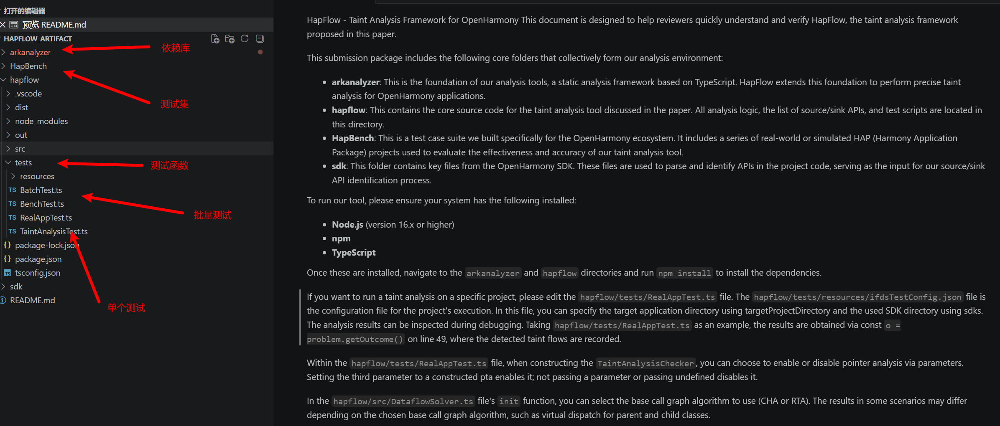 打开的编辑器
预览 README.md
HAPFLOW_ARTIFACT
arkanalyzer
依赖库
HapBench
hapflow
.vscode
测试集
dist
node_modules
out
src
tests
测试函数
resources
TS BatchTest.ts
TS BenchTest.ts
批量测试
TS RealAppTest.ts
TS TaintAnalysisTest.ts
{} package-lock.json
{} package.json
TS tsconfig.json
sdk
README.md
单个测试
HapFlow - Taint Analysis Framework for OpenHarmony This document is designed to help reviewers quickly understand and verify HapFlow, the taint analysis framework
proposed in this paper.
This submission package includes the following core folders that collectively form our analysis environment:
• arkanalyzer: This is the foundation of our analysis tools, a static analysis framework based on TypeScript. HapFlow extends this foundation to perform precise taint
analysis for OpenHarmony applications.
• hapflow: This contains the core source code for the taint analysis tool discussed in the paper. All analysis logic, the list of source/sink APIs, and test scripts are located in
this directory.
• HapBench: This is a test case suite we built specifically for the OpenHarmony ecosystem. It includes a series of real-world or simulated HAP (Harmony Application
Package) projects used to evaluate the effectiveness and accuracy of our taint analysis tool.
• sdk: This folder contains key files from the OpenHarmony SDK. These files are used to parse and identify APIs in the project code, serving as the input for our source/sink
API identification process.
To run our tool, please ensure your system has the following installed:
• Node.js (version 16.x or higher)
• npm
• TypeScript
Once these are installed, navigate to the arkanalyzer and hapflow directories and run npm install to install the dependencies.
If you want to run a taint analysis on a specific project, please edit the hapflow/tests/RealAppTest.ts file. The hapflow/tests/resources/ifdsTestConfig.json file is
the configuration file for the project's execution. In this file, you can specify the target application directory using targetProjectDirectory and the used SDK directory using sdks.
The analysis results can be inspected during debugging. Taking hapflow/tests/RealAppTest.ts as an example, the results are obtained via const o =
problem.getOutcome() on line 49, where the detected taint flows are recorded.
Within the hapflow/tests/RealAppTest.ts file, when constructing the TaintAnalysisChecker, you can choose to enable or disable pointer analysis via parameters.
Setting the third parameter to a constructed pta enables it; not passing a parameter or passing undefined disables it.
In the hapflow/src/DataflowSolver.ts file's init function, you can select the base call graph algorithm to use (CHA or RTA). The results in some scenarios may differ
depending on the chosen base call graph algorithm, such as virtual dispatch for parent and child classes.